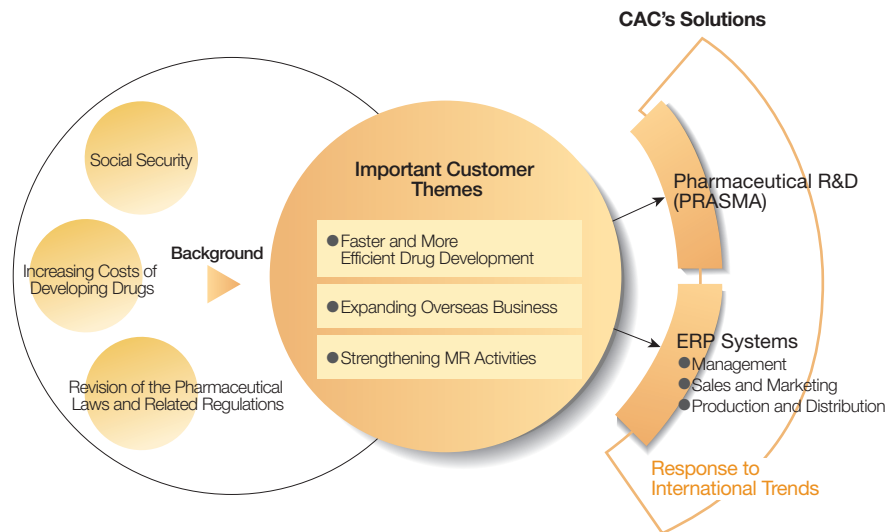 CAC's Solutions
Social Security
Increasing Costs of
Developing Drugs
Revision of the Pharmaceutical
Laws and Related Regulations
Background
Important Customer
Themes
●Faster and More
Efficient Drug Development
●Expanding Overseas Business
●Strengthening MR Activities
Pharmaceutical R&D
(PRASMA)
ERP Systems
●Management
●Sales and Marketing
●Production and Distribution
Response to
International Trends